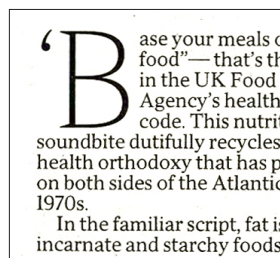 ‘Base your meals
food”— that’s
in the UK Food
Agency’s health
code. This
soundbite dutifully recycles
health orthodoxy that has
on both sides of the Atlantic
1970s.
In the familiar script, fat
incarnate and starchy foods